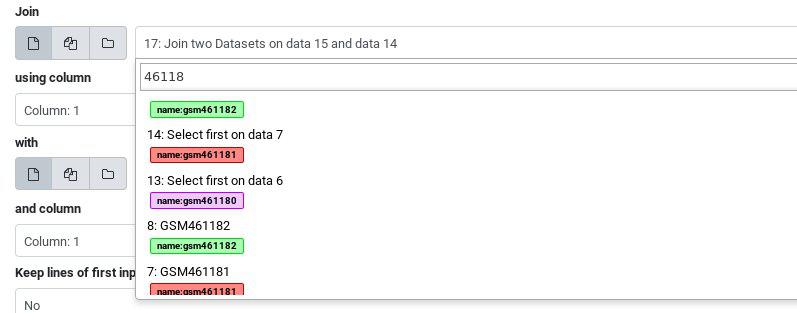 Join
17: Join two Datasets on data 15 and data 14
46118
using column
Column: 1
name:gsm461182
14: Select first on data 7
name:gsm461181
with
13: Select first on data 6
name:gsm461180
and column
8: GSM461182
Column: 1
name:gsm461182
Keep lines of first inp
7: GSM461181
name:gsm461181
No